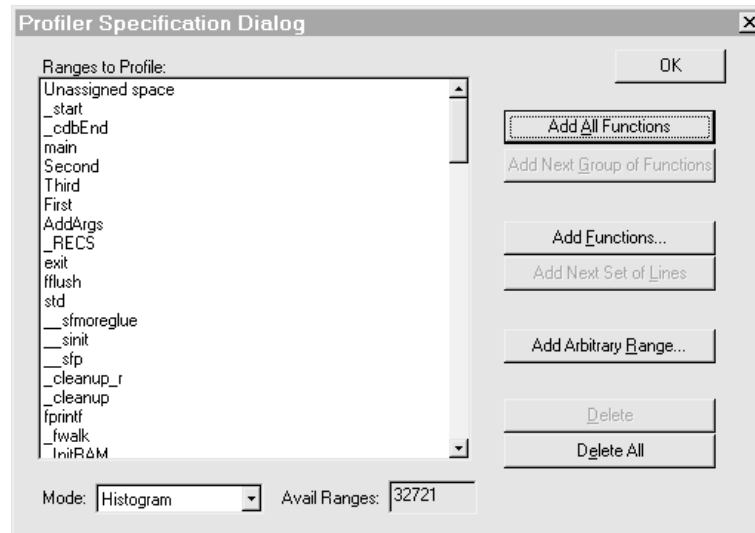 Profiler Specification Dialog
Ranges to Profile:
Unassigned space
_start
_cdbEnd
main
Second
Third
First
AddArgs
_RECS
exit
fflush
std
__sfmoreglue
__sinit
__sfp
_cleanup_r
_cleanup
fprintf
_fwalk
_InitRAM
OK
Add All Functions
Add Next Group of Functions
Add Functions...
Add Next Set of Lines
Add Arbitrary Range...
Delete
Delete All
Mode: Histogram Avail Ranges: 32721